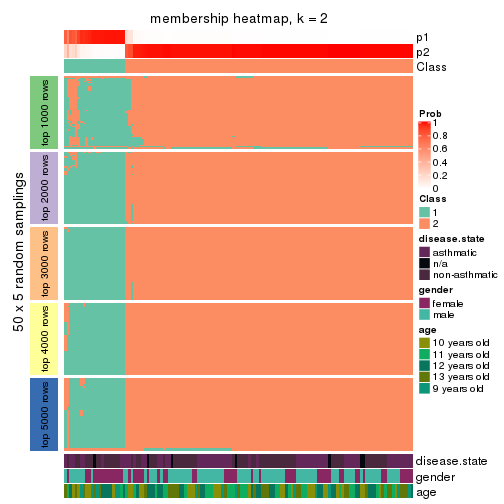 membership heatmap, k = 2
p1
p2
Class
50 x 5 random samplings
top 1000 rows
top 2000 rows
top 3000 rows
top 4000 rows
top 5000 rows
disease.state
gender
age
Prob
1
0.8
0.6
0.4
0.2
0
Class
1
2
disease.state
asthmatic
n/a
non-asthmatic
gender
female
male
age
10 years old
11 years old
12 years old
13 years old
9 years old